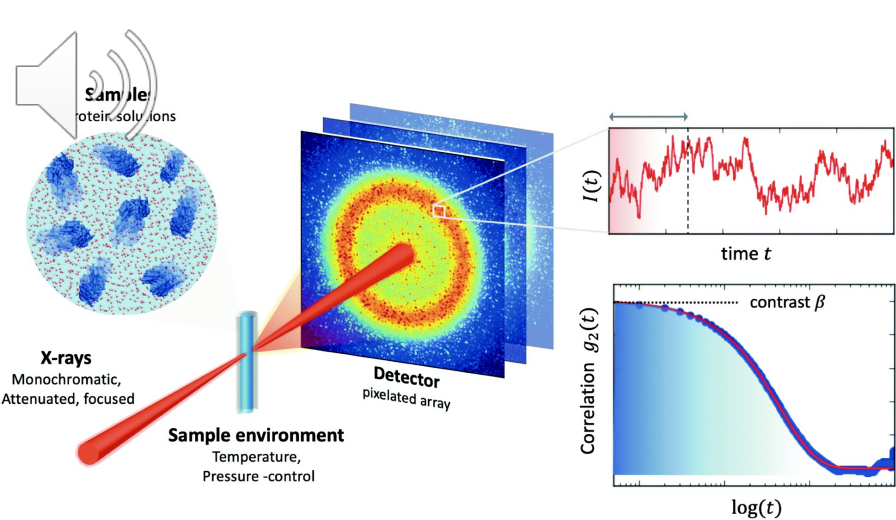 Samples
rotein solutions
X-rays
Monochromatic,
Attenuated, focused
Sample environment
Temperature,
Pressure -control
Detector
pixelated array
I(t)
time t
contrast β
Correlation g₂(t)
log(t)